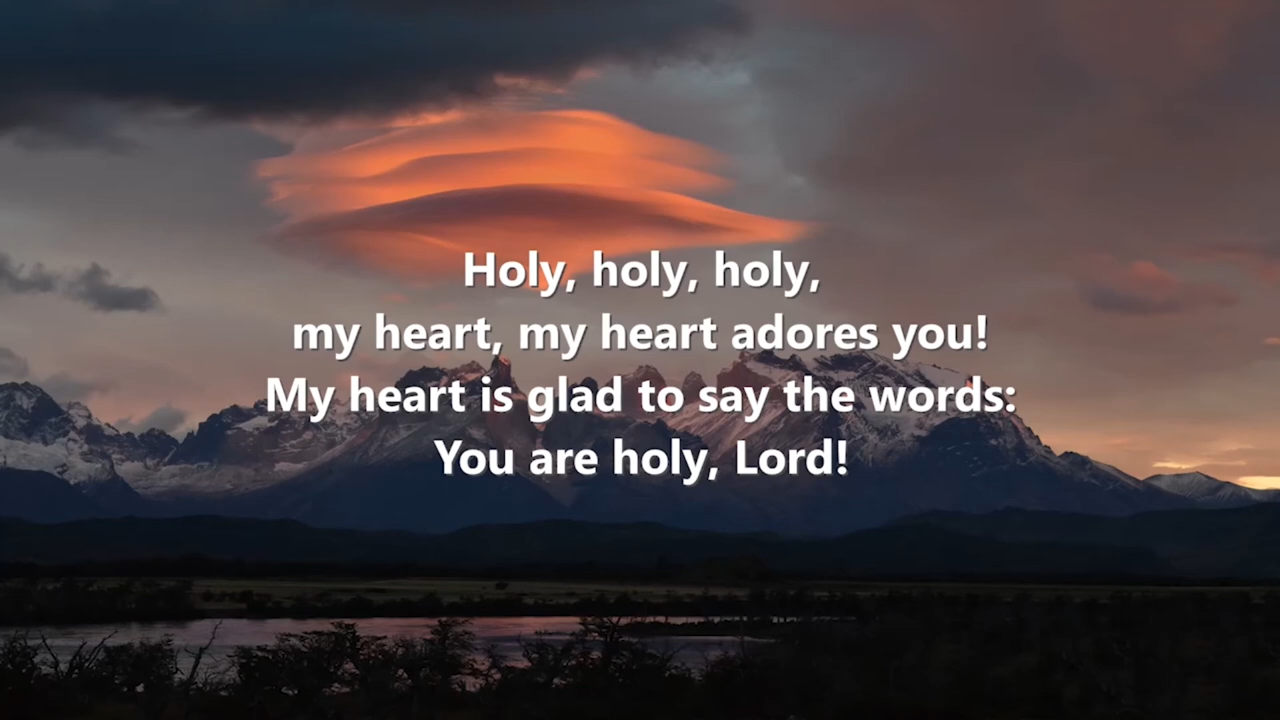 Holy, holy, holy,
my heart, my heart adores you!
My heart is glad to say the words:
You are holy, Lord!